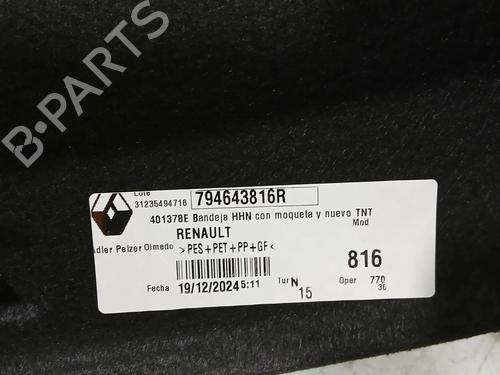 Lote
31235494716 794643816R
401378E Bandeja HHN con moqueta y nuevo TNT
RENAULT Mod
Adler Pelzer Olmedo >PES+PET+PP+GF< 816
Fecha 19/12/2024 5:11 Tur N 15 Oper 770 36
B-PARTS